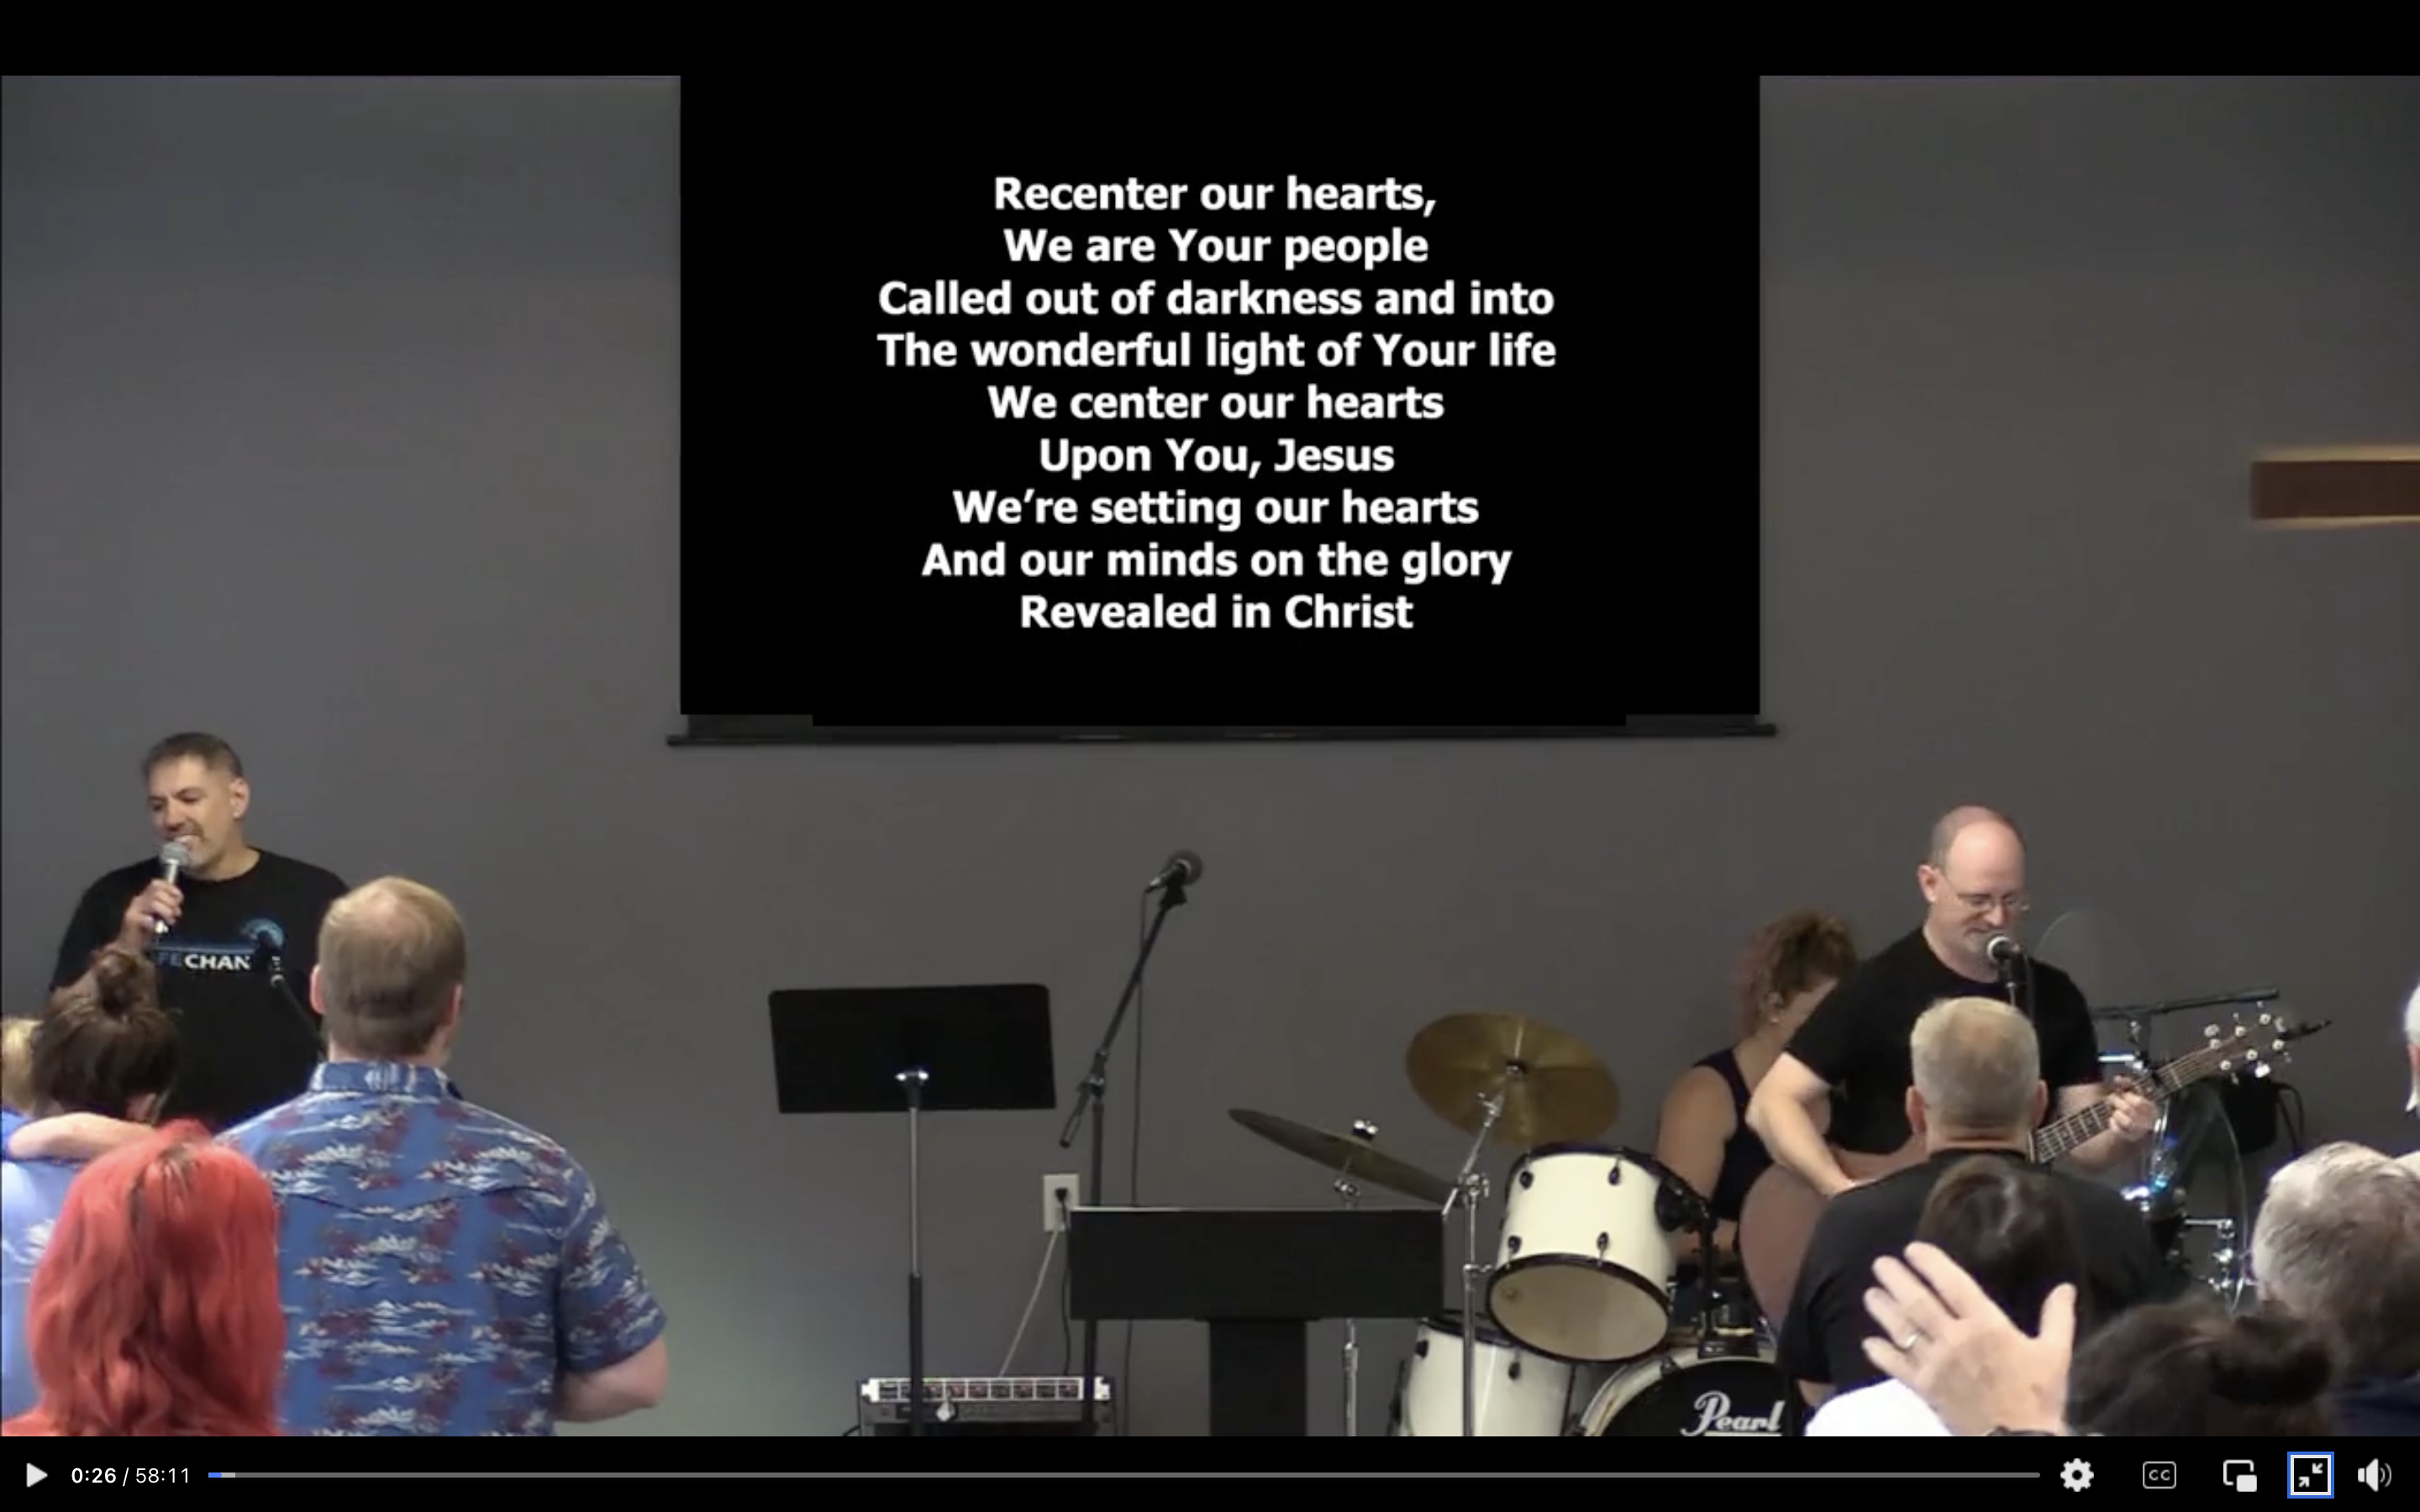 Recenter our hearts,
We are Your people
Called out of darkness and into
The wonderful light of Your life
We center our hearts
Upon You, Jesus
We’re setting our hearts
And our minds on the glory
Revealed in Christ
FECHAN
Pearl
0:26 / 58:11
CC